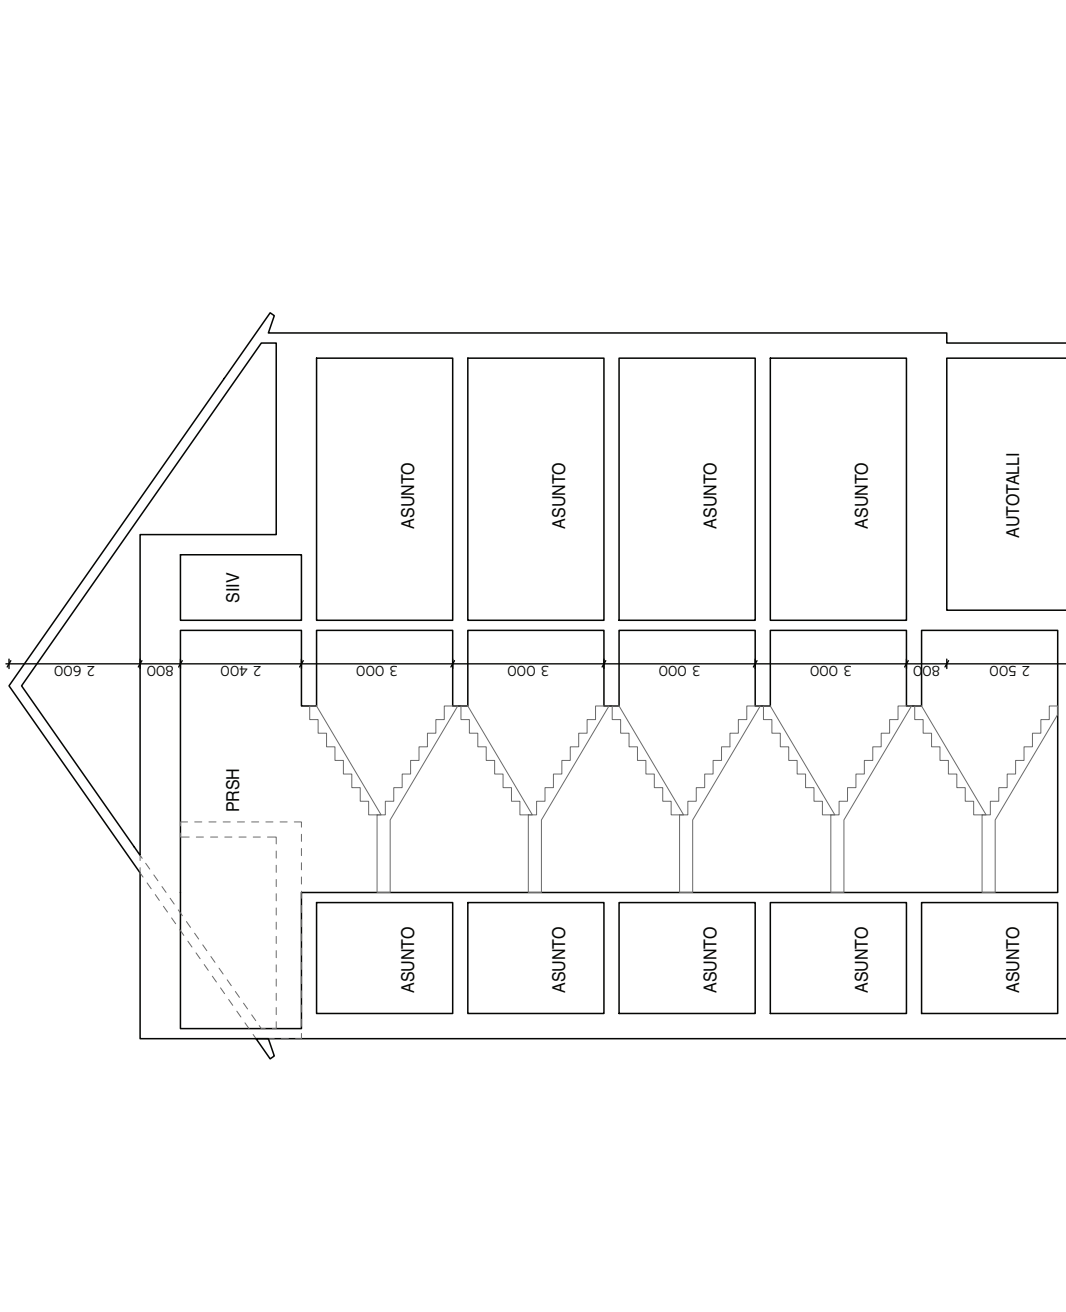 SIIV
PRSH
ASUNTO
ASUNTO
ASUNTO
ASUNTO
AUTOTALLI
2 600
800
2 400
3 000
3 000
3 000
3 000
800
2 500
ASUNTO
ASUNTO
ASUNTO
ASUNTO
ASUNTO